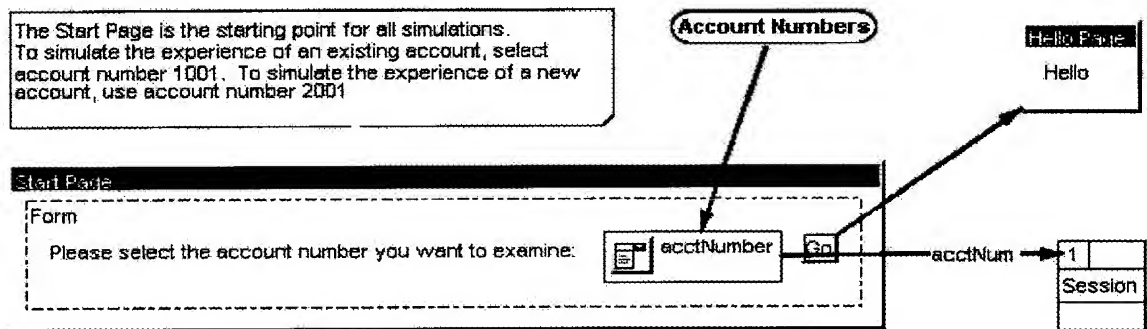 The Start Page is the starting point for all simulations.
To simulate the experience of an existing account, select
account number 1001. To simulate the experience of a new
account, use account number 2001
Account Numbers
Hello Page
Hello
Start Page
Form
Please select the account number you want to examine:
acctNumber
Go
acctNum
1
Session